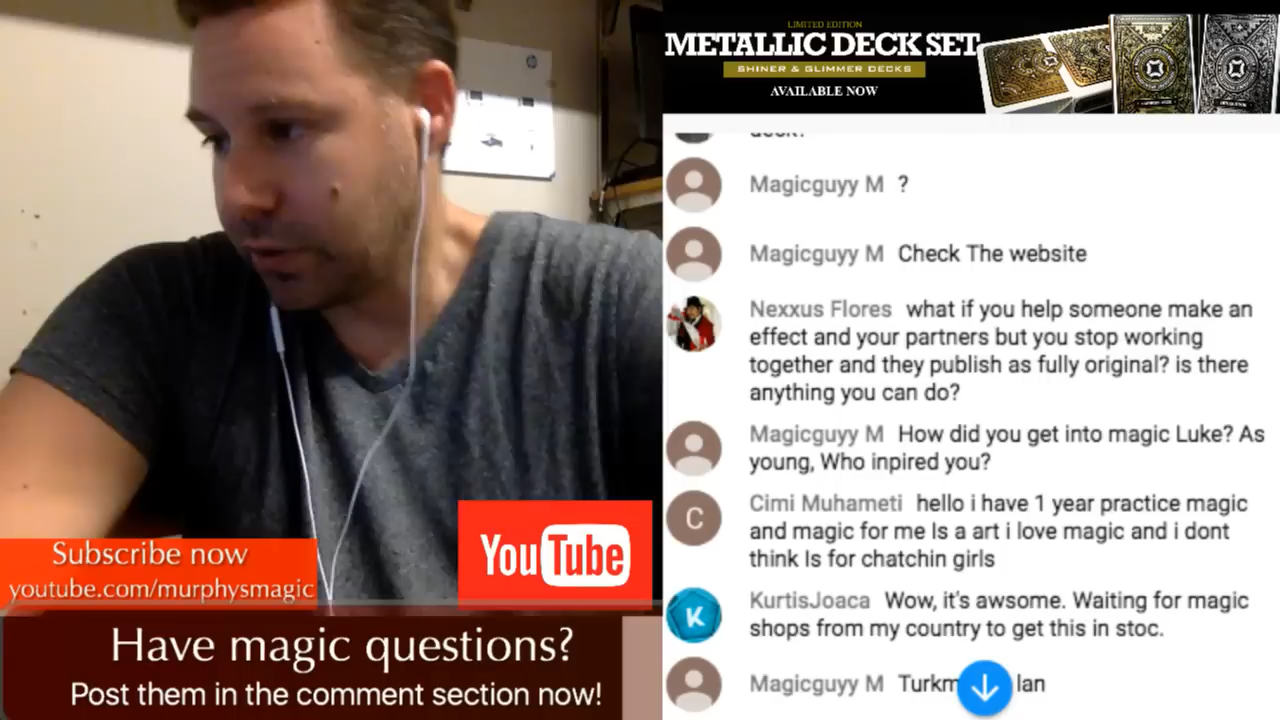 LIMITED EDITION
METALLIC DECK SET
SHINER & GLIMMER DECKS
AVAILABLE NOW
Magicguyy M ?
Magicguyy M Check The website
Nexxus Flores what if you help someone make an
effect and your partners but you stop working
together and they publish as fully original? is there
anything you can do?
Magicguyy M How did you get into magic Luke? As
young, Who inpired you?
C
Cimi Muhameti hello i have 1 year practice magic
and magic for me Is a art i love magic and i dont
think Is for chatchin girls
K
KurtisJoaca Wow, it's awsome. Waiting for magic
shops from my country to get this in stoc.
Magicguyy M
Subscribe now
youtube.com/murphysmagic
YouTube
Have magic questions?
Post them in the comment section now!
hp